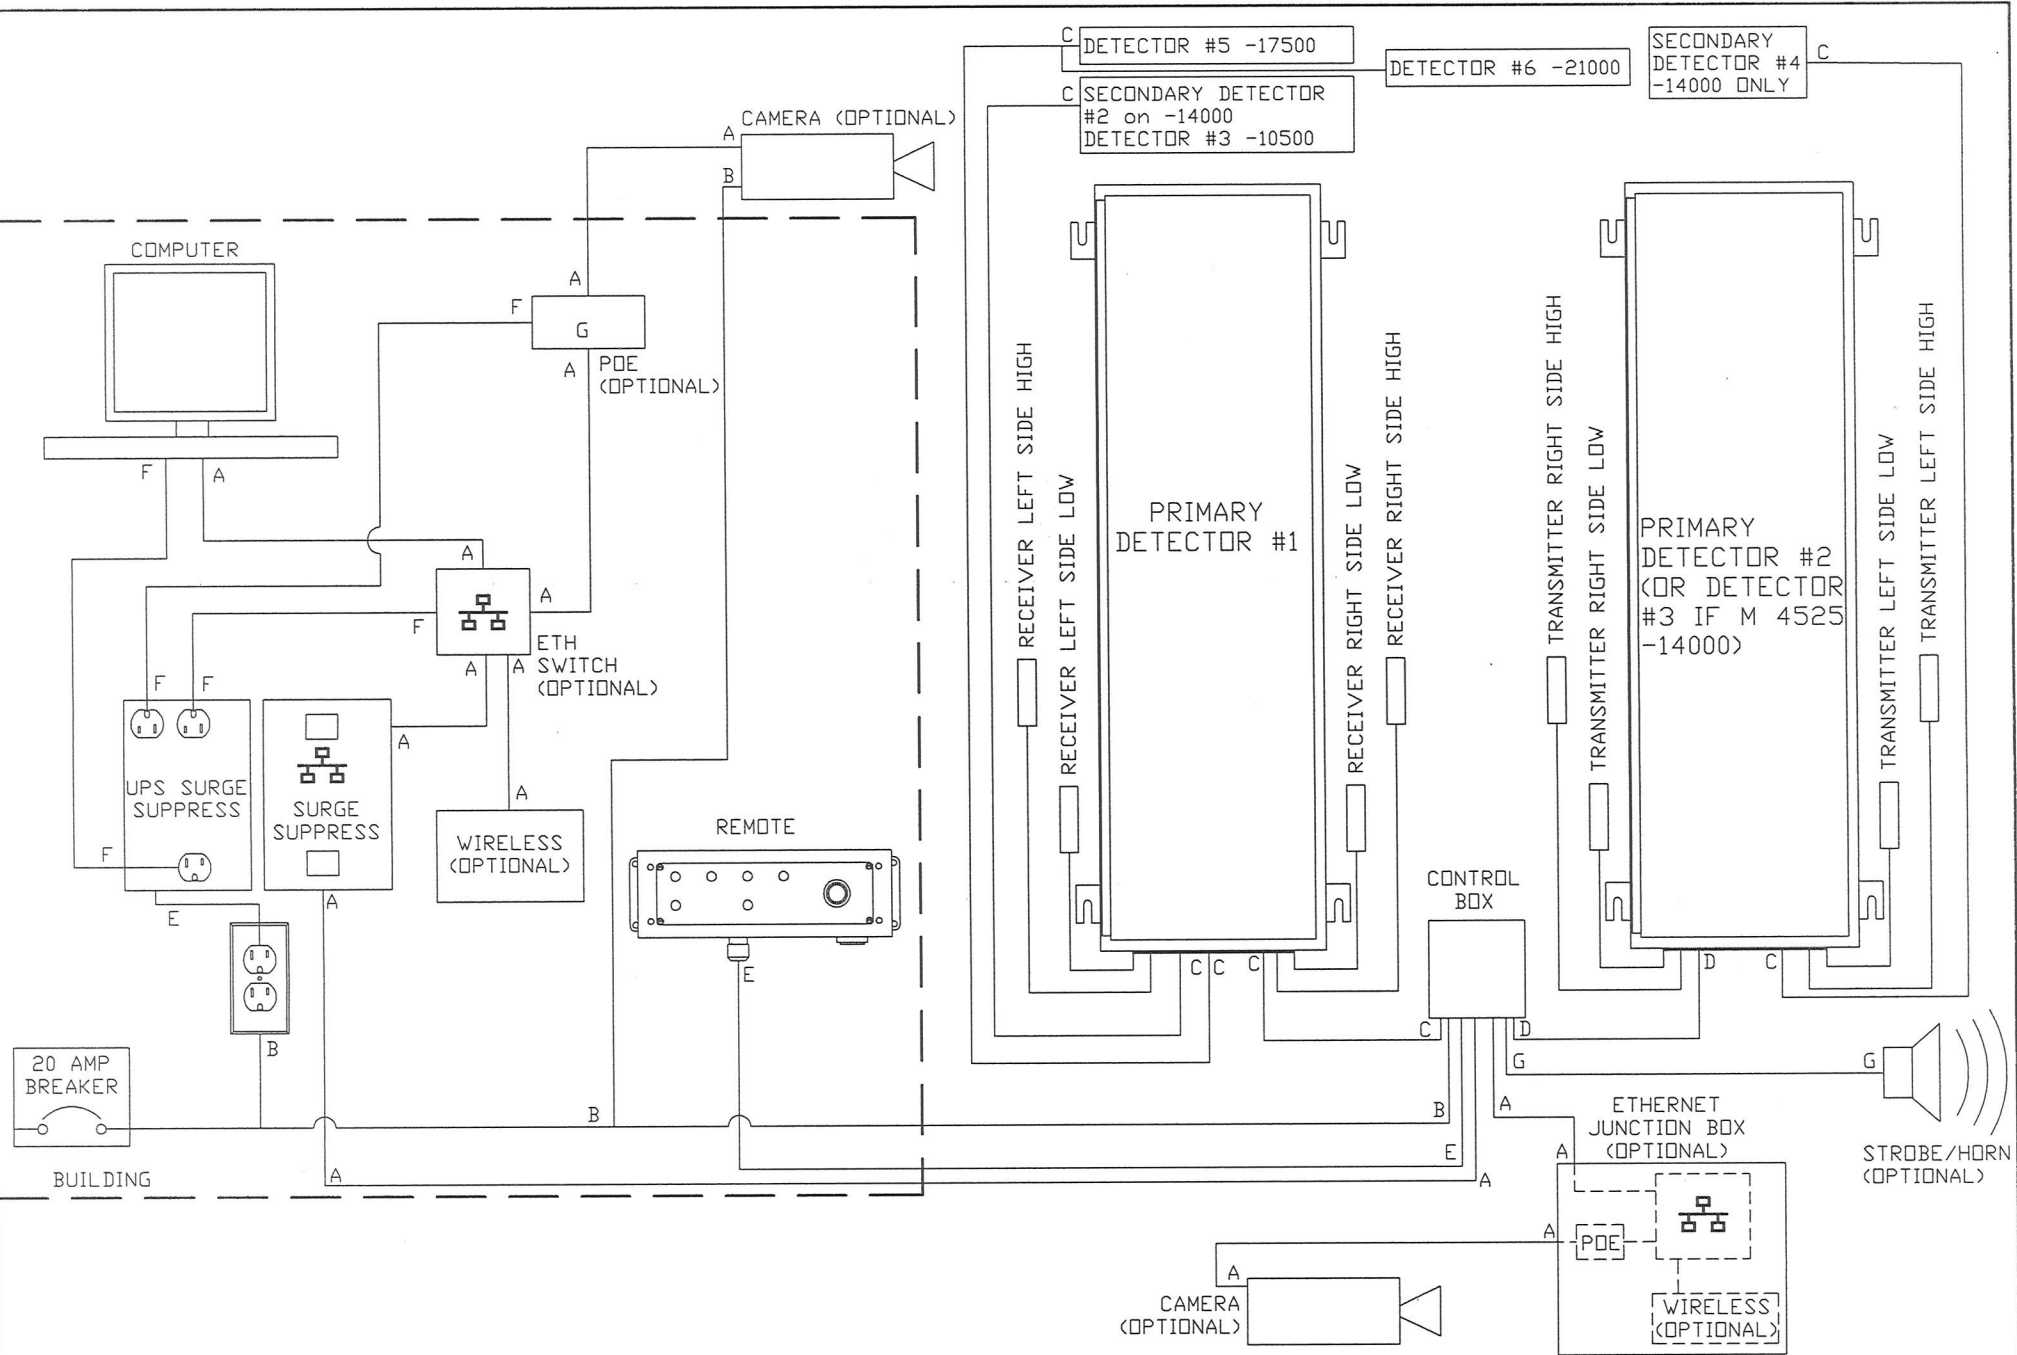 C
DETECTOR #5 -17500
DETECTOR #6 -21000
SECONDARY
DETECTOR #4
-14000 ONLY
C
C
SECONDARY DETECTOR
#2 on -14000
DETECTOR #3 -10500
CAMERA (OPTIONAL)
A
B
COMPUTER
A
F
G
A
POE
(OPTIONAL)
F
A
A
A
F
ETH
SWITCH
(OPTIONAL)
A
A
F
F
A
UPS SURGE
SUPPRESS
SURGE
SUPPRESS
A
WIRELESS
(OPTIONAL)
F
E
A
B
REMOTE
E
20 AMP
BREAKER
B
BUILDING
A
RECEIVER LEFT SIDE HIGH
RECEIVER LEFT SIDE LOW
PRIMARY
DETECTOR #1
RECEIVER RIGHT SIDE LOW
RECEIVER RIGHT SIDE HIGH
TRANSMITTER RIGHT SIDE HIGH
TRANSMITTER RIGHT SIDE LOW
PRIMARY
DETECTOR #2
(OR DETECTOR
#3 IF M 4525
-14000)
TRANSMITTER LEFT SIDE LOW
TRANSMITTER LEFT SIDE HIGH
C C
C
CONTROL
BOX
D
C
C
D
G
G
B
A
E
A
ETHERNET
JUNCTION BOX
(OPTIONAL)
A
STROBE/HORN
(OPTIONAL)
A
POE
A
CAMERA
(OPTIONAL)
WIRELESS
(OPTIONAL)